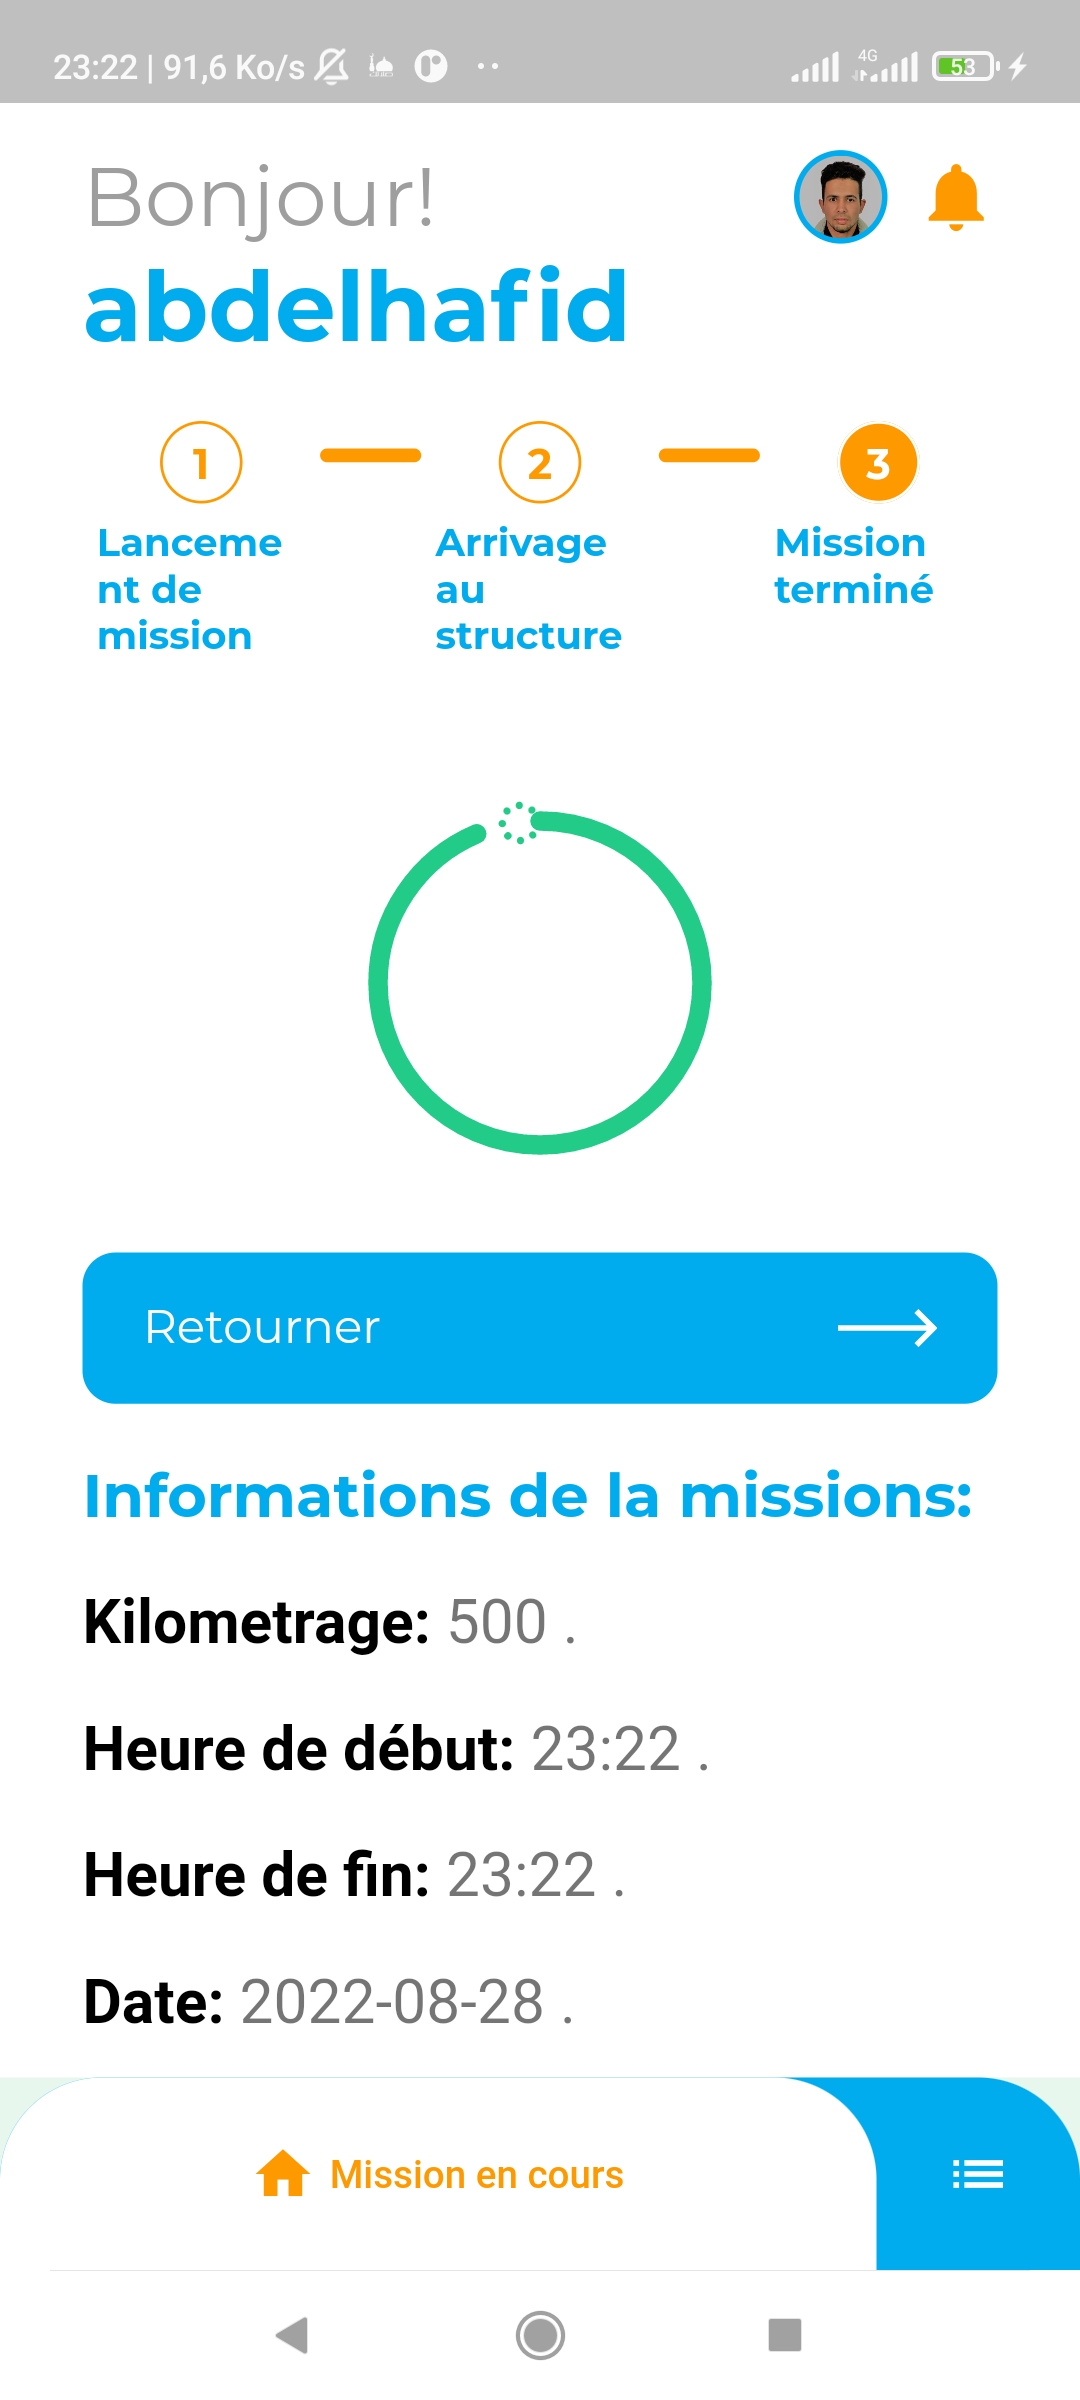 23:22 | 91,6 Ko/s
4G
53
Bonjour!
abdelhafid
1
2
3
Lanceme
nt de
mission
Arrivage
au
structure
Mission
terminé
Retourner
Informations de la missions:
Kilometrage: 500 .
Heure de début: 23:22 .
Heure de fin: 23:22 .
Date: 2022-08-28 .
Mission en cours